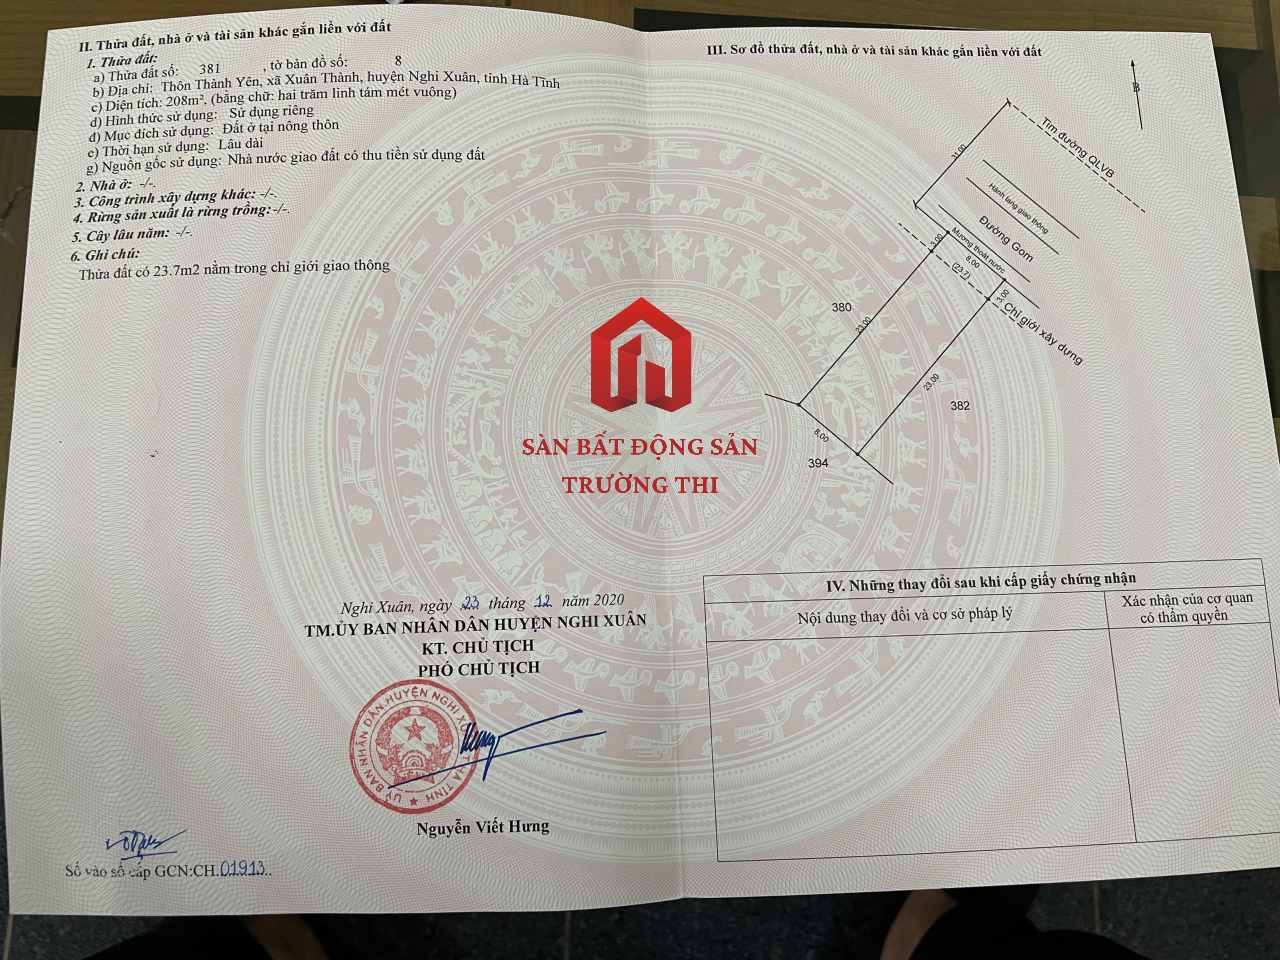 II. Thửa đất, nhà ở và tài sản khác gắn liền với đất
1. Thửa đất:
a) Thửa đất số: 381 , tờ bản đồ số: 8
b) Địa chỉ: Thôn Thành Yên, xã Xuân Thành, huyện Nghi Xuân, tỉnh Hà Tĩnh
c) Diện tích: 208m², (bằng chữ: hai trăm linh tám mét vuông)
d) Hình thức sử dụng: Sử dụng riêng
đ) Mục đích sử dụng: Đất ở tại nông thôn
e) Thời hạn sử dụng: Lâu dài
g) Nguồn gốc sử dụng: Nhà nước giao đất có thu tiền sử dụng đất
2. Nhà ở: -/-.
3. Công trình xây dựng khác: -/-.
4. Rừng sản xuất là rừng trồng:-/-.
5. Cây lâu năm: -/-.
6. Ghi chú:
Thửa đất có 23.7m2 nằm trong chỉ giới giao thông
Nghi Xuân, ngày 23 tháng 12 năm 2020
TM.ỦY BAN NHÂN DÂN HUYỆN NGHI XUÂN
KT. CHỦ TỊCH
PHÓ CHỦ TỊCH
ỦY BAN NHÂN DÂN HUYỆN NGHI XUÂN T. HÀ TĨNH
Nguyễn Viết Hưng
Số vào sổ cấp GCN:CH.01913..
SÀN BẤT ĐỘNG SẢN
TRƯỜNG THI
III. Sơ đồ thửa đất, nhà ở và tài sản khác gắn liền với đất
B
Tim đường QLVB
31.00
Hành lang giao thông
Đường Gom
Mương thoát nước
3.00
8.00
(23.7)
3.00
Chỉ giới xây dựng
380
23.00
23.00
382
8.00
394
IV. Những thay đổi sau khi cấp giấy chứng nhận
Nội dung thay đổi và cơ sở pháp lý
Xác nhận của cơ quan
có thẩm quyền